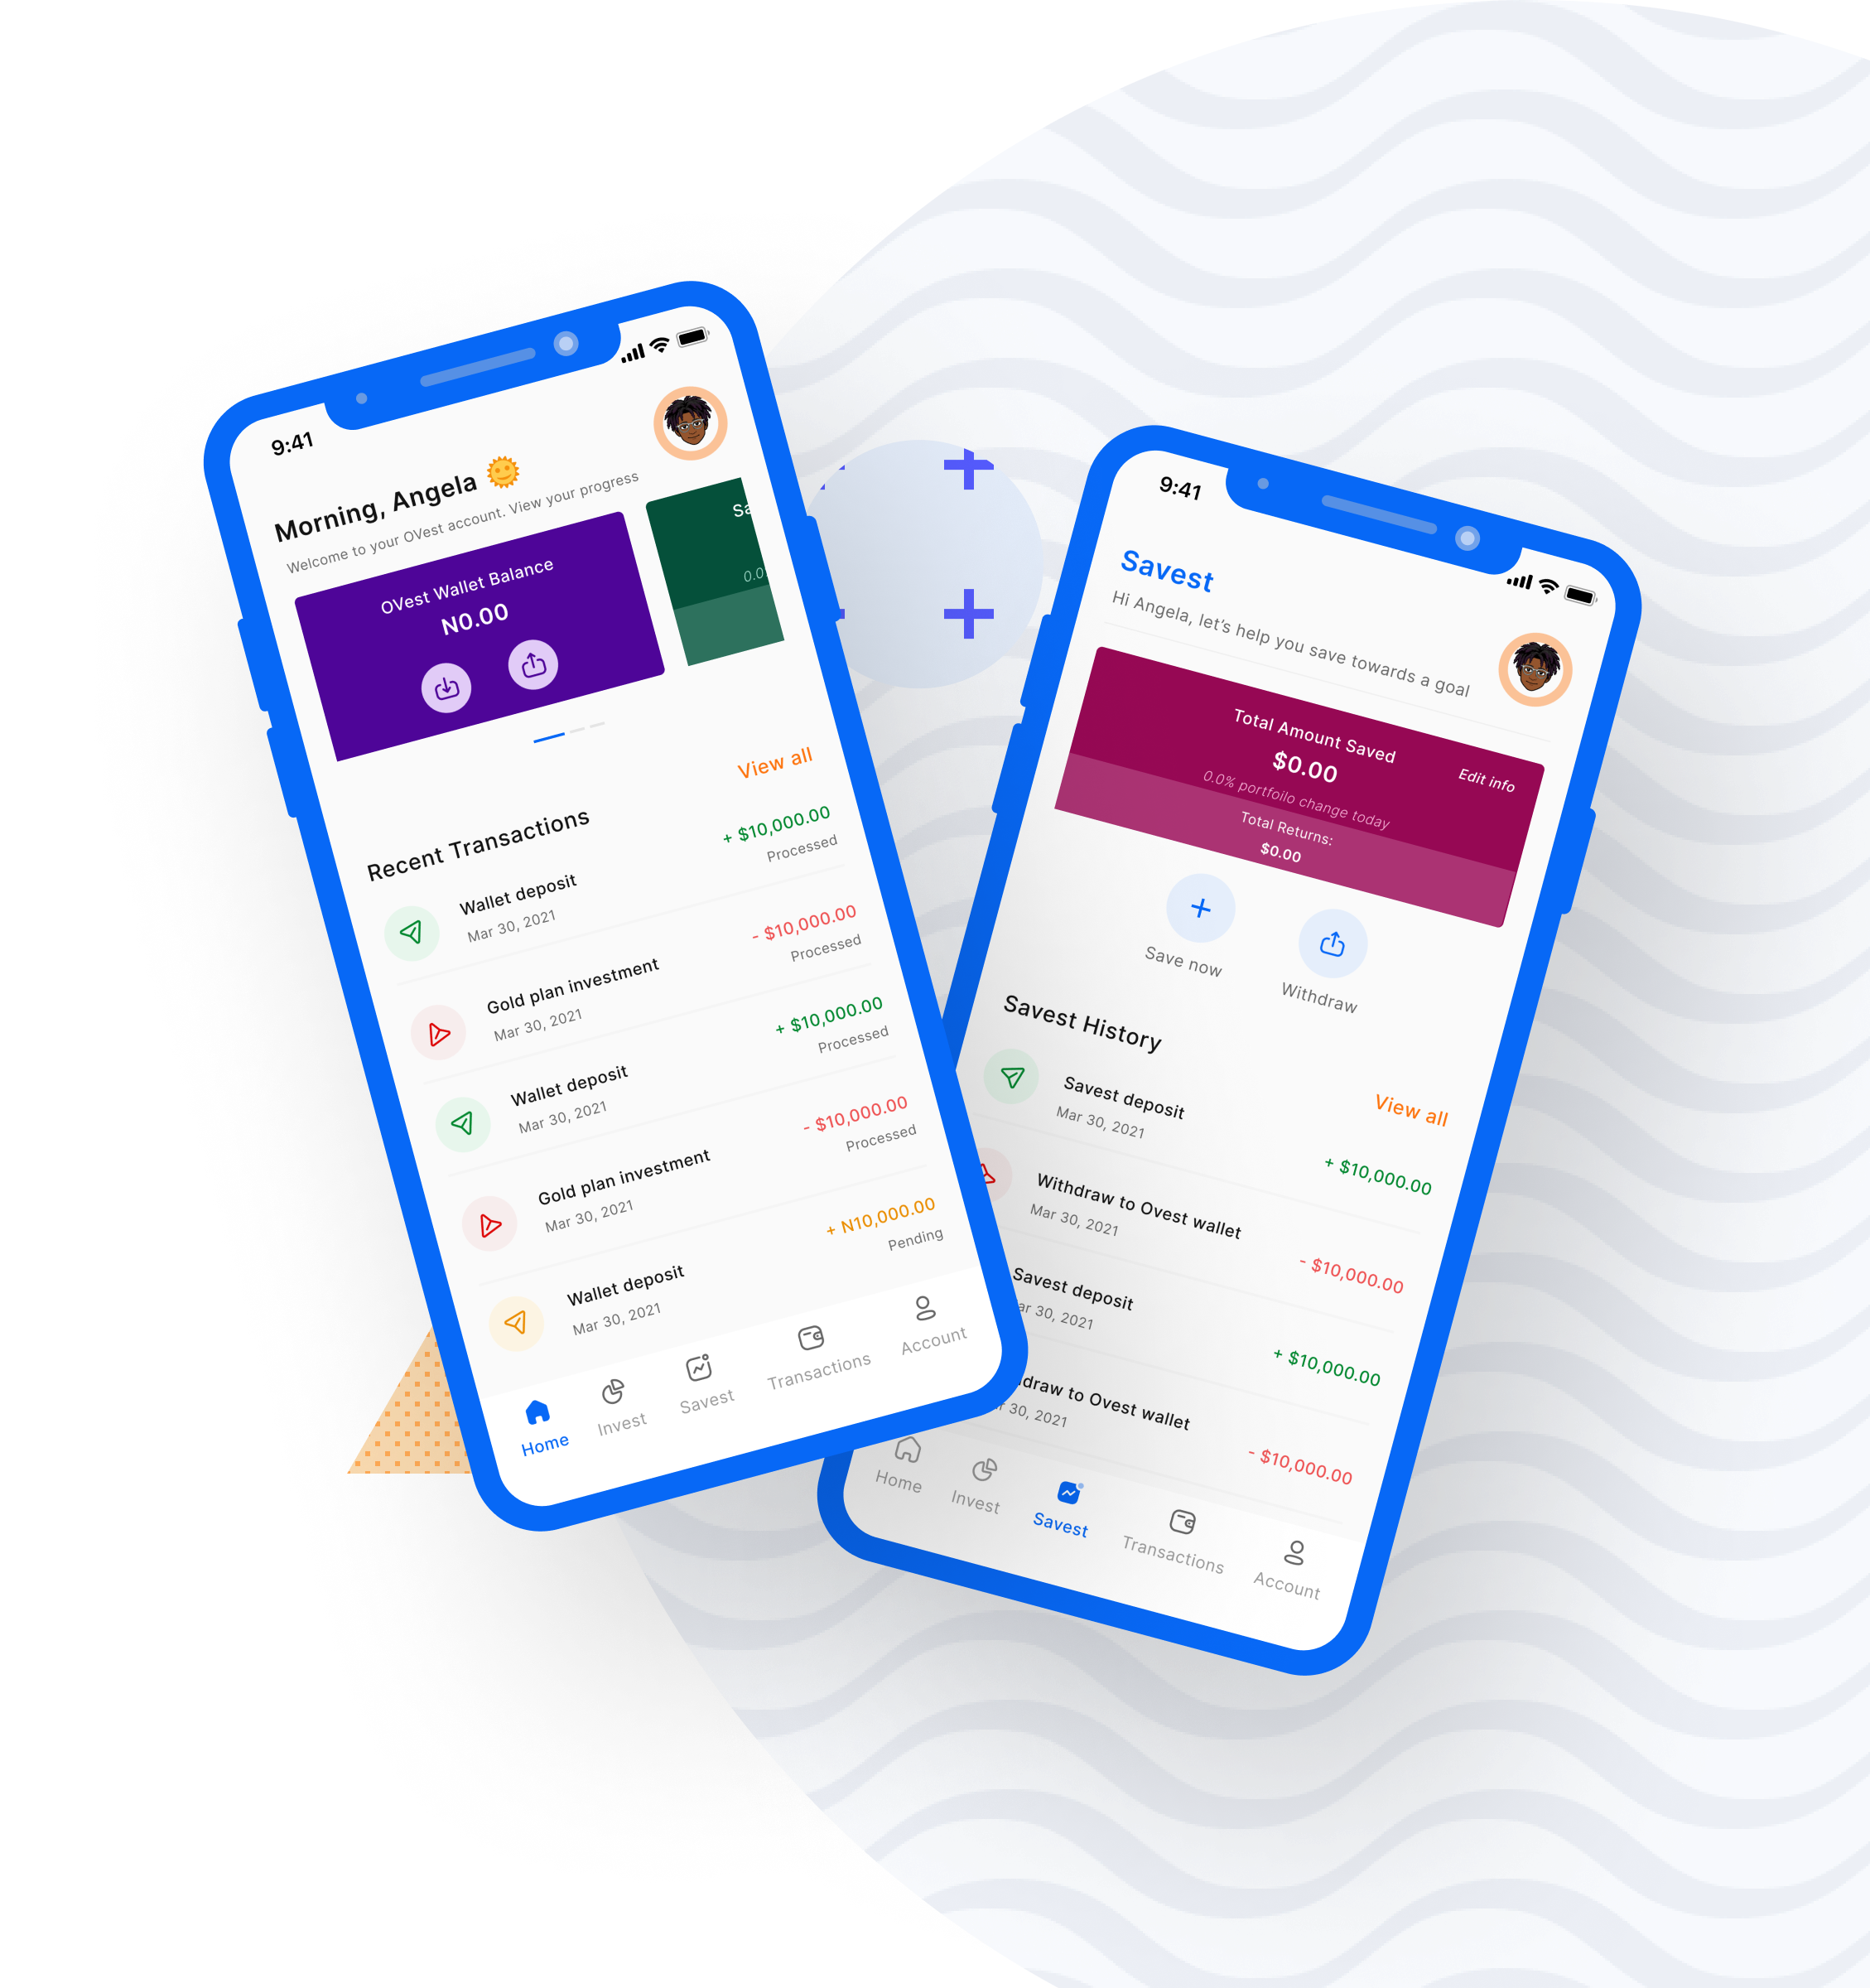 9:41
Morning, Angela
Welcome to your OVest account. View your progress
OVest Wallet Balance
N0.00
Sa
0.0
View all
Recent Transactions
Wallet deposit
Mar 30, 2021
+ $10,000.00
Processed
Gold plan investment
Mar 30, 2021
- $10,000.00
Processed
Wallet deposit
Mar 30, 2021
+ $10,000.00
Processed
Gold plan investment
Mar 30, 2021
- $10,000.00
Processed
Wallet deposit
Mar 30, 2021
+ N10,000.00
Pending
Home
Invest
Savest
Transactions
Account
9:41
Savest
Hi Angela, let's help you save towards a goal
Total Amount Saved
$0.00
Edit info
0.0% portfoilo change today
Total Returns:
$0.00
Save now
Withdraw
Savest History
View all
Savest deposit
Mar 30, 2021
+ $10,000.00
Withdraw to Ovest wallet
Mar 30, 2021
- $10,000.00
Savest deposit
ar 30, 2021
+ $10,000.00
draw to Ovest wallet
r 30, 2021
- $10,000.00
Home
Invest
Savest
Transactions
Account